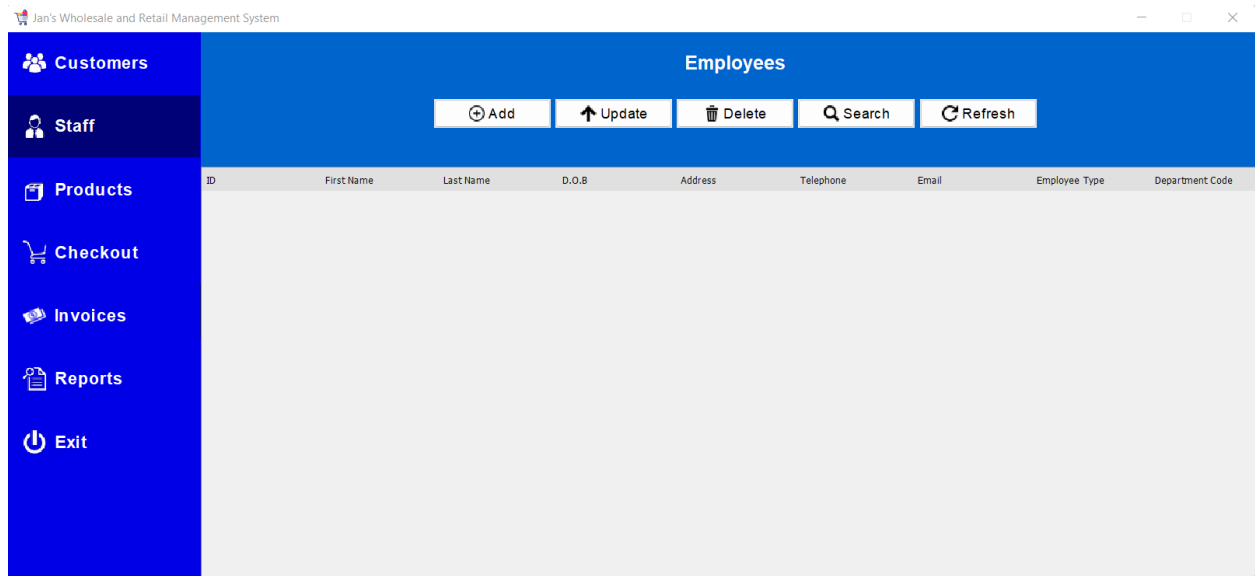 Jan's Wholesale and Retail Management System
Customers
Staff
Products
Checkout
Invoices
Reports
Exit
Employees
Add Update Delete Search Refresh
ID First Name Last Name D.O.B Address Telephone Email Employee Type Department Code